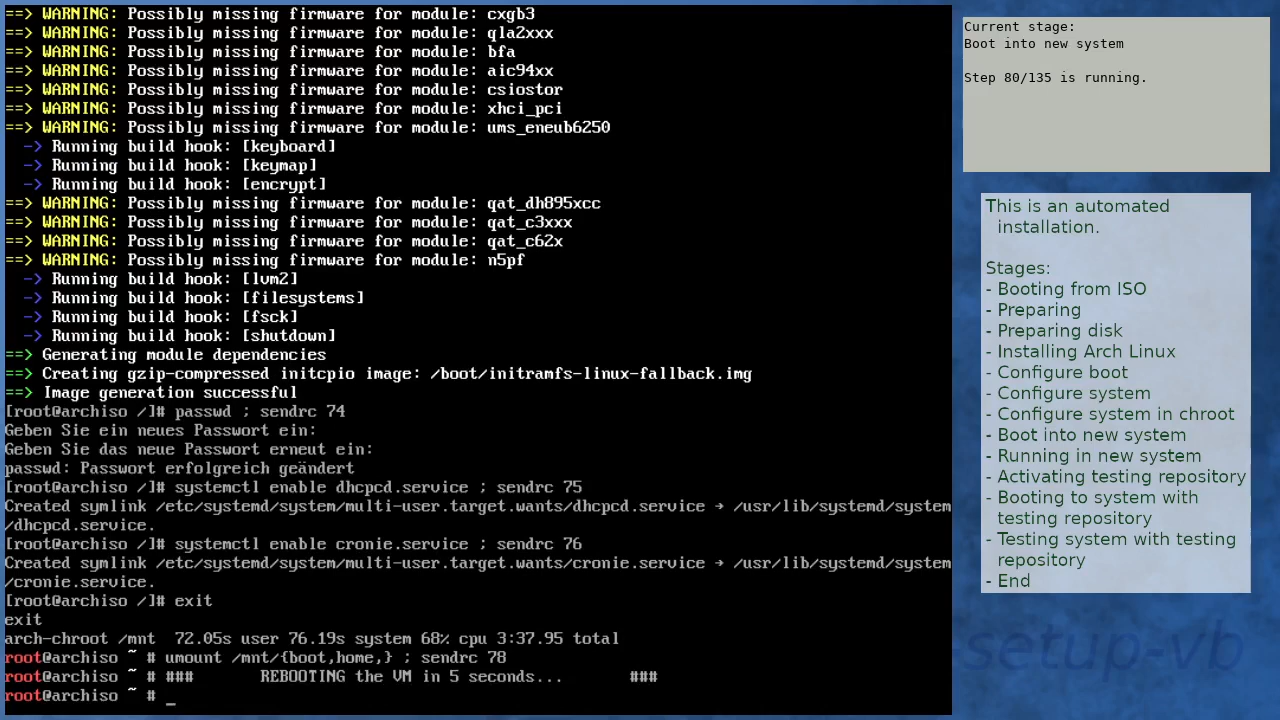 ==> WARNING: Possibly missing firmware for module: cxgb3
==> WARNING: Possibly missing firmware for module: qla2xxx
==> WARNING: Possibly missing firmware for module: bfa
==> WARNING: Possibly missing firmware for module: aic94xx
==> WARNING: Possibly missing firmware for module: csiostor
==> WARNING: Possibly missing firmware for module: xhci_pci
==> WARNING: Possibly missing firmware for module: ums_eneub6250
-> Running build hook: [keyboard]
-> Running build hook: [keymap]
-> Running build hook: [encrypt]
==> WARNING: Possibly missing firmware for module: qat_dh895xcc
==> WARNING: Possibly missing firmware for module: qat_c3xxx
==> WARNING: Possibly missing firmware for module: qat_c62x
==> WARNING: Possibly missing firmware for module: n5pf
-> Running build hook: [lvm2]
-> Running build hook: [filesystems]
-> Running build hook: [fsck]
-> Running build hook: [shutdown]
==> Generating module dependencies
==> Creating gzip-compressed initcpio image: /boot/initramfs-linux-fallback.img
==> Image generation successful
[root@archiso /]# passwd ; sendrc 74
Geben Sie ein neues Passwort ein:
Geben Sie das neue Passwort erneut ein:
passwd: Passwort erfolgreich geändert
[root@archiso /]# systemctl enable dhcpcd.service ; sendrc 75
Created symlink /etc/systemd/system/multi-user.target.wants/dhcpcd.service → /usr/lib/systemd/system
/dhcpcd.service.
[root@archiso /]# systemctl enable cronie.service ; sendrc 76
Created symlink /etc/systemd/system/multi-user.target.wants/cronie.service → /usr/lib/systemd/system
/cronie.service.
[root@archiso /]# exit
exit
arch-chroot /mnt  72.05s user 76.19s system 68% cpu 3:37.95 total
root@archiso ~ # umount /mnt/{boot,home,} ; sendrc 78
root@archiso ~ # ###       REBOOTING the VM in 5 seconds...       ###
root@archiso ~ # _
Current stage:
Boot into new system
Step 80/135 is running.
This is an automated
installation.
Stages:
- Booting from ISO
- Preparing
- Preparing disk
- Installing Arch Linux
- Configure boot
- Configure system
- Configure system in chroot
- Boot into new system
- Running in new system
- Activating testing repository
- Booting to system with
testing repository
- Testing system with testing
repository
- End
-setup-vb